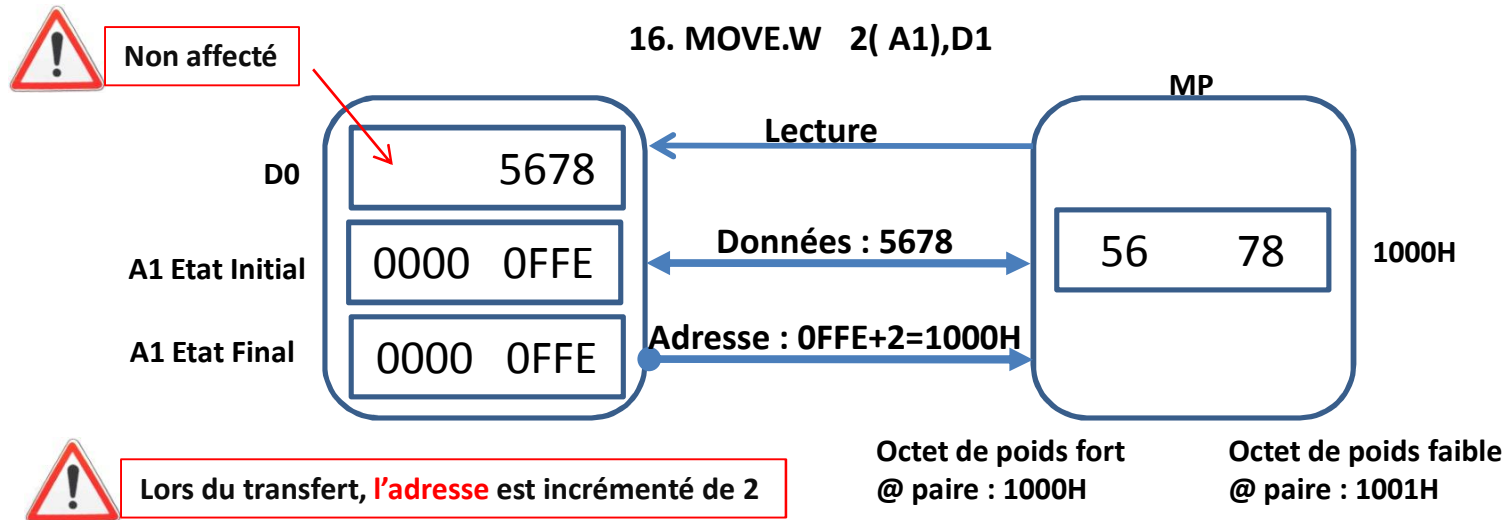 16. MOVE.W 2( A1),D1
Non affecté
MP
Lecture
D0
5678
Données : 5678
A1 Etat Initial
0000 0FFE
56 78
1000H
Adresse : 0FFE+2=1000H
A1 Etat Final
0000 0FFE
Octet de poids fort
@ paire : 1000H
Octet de poids faible
@ paire : 1001H
Lors du transfert, l’adresse est incrémenté de 2